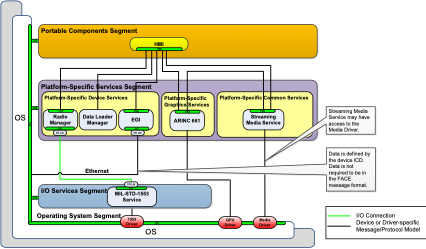 Portable Components Segment
HMI
Platform-Specific Services Segment
Platform-Specific Device Services
Platform-Specific
Graphics Services
Platform-Specific Common Services
Radio
Manager
Data Loader
Manager
EGI
ARINC 661
Streaming
Media Service
OS
Ethernet
I/O Services Segment
MIL-STD-1553
Service
Operating System Segment
1553
Driver
GPU
Driver
Media
Driver
OS
Streaming Media
Service may have
access to the
Media Driver.
Data is defined by
the device ICD.
Data is not
required to be in
the FACE
message format.
I/O Connection
Device or Driver-specific
Message/Protocol Model